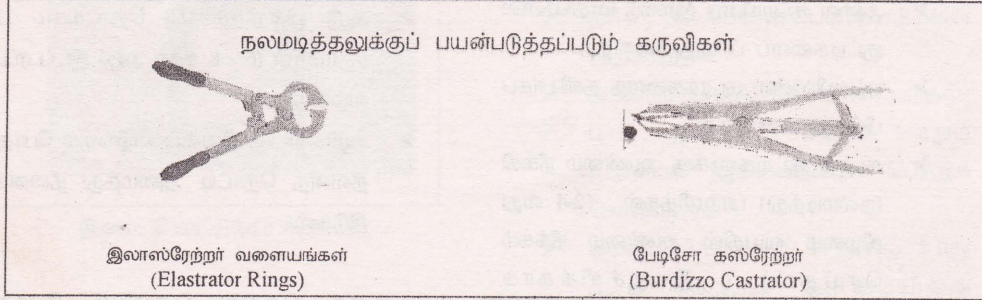 நலமடித்தலுக்குப் பயன்படுத்தப்படும் கருவிகள்
இலாஸ்ரேற்றர் வளையங்கள்
(Elastrator Rings)
பேடிசோ கஸ்ரேற்றர்
(Burdizzo Castrator)